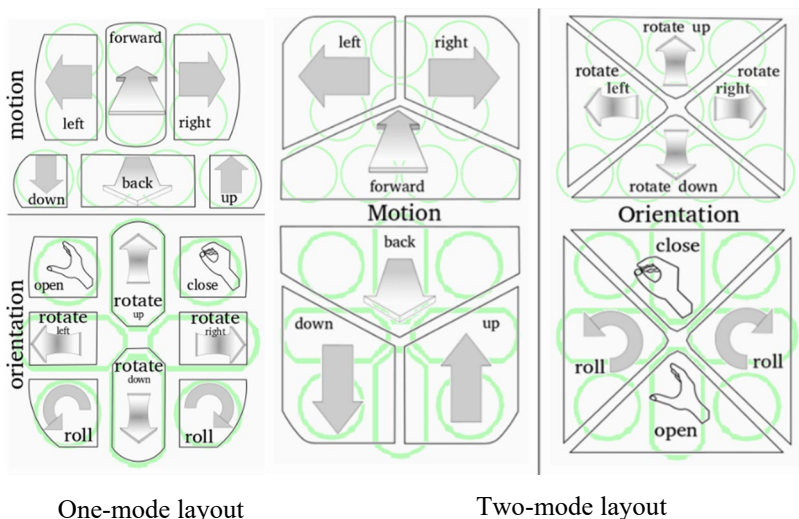 motion
forward
left
right
down
back
up
orientation
open
rotate
up
close
rotate
left
rotate
right
rotate
down
roll
roll
left
right
forward
Motion
back
down
up
rotate up
rotate
left
rotate
right
rotate down
Orientation
close
roll
roll
open
One-mode layout
Two-mode layout